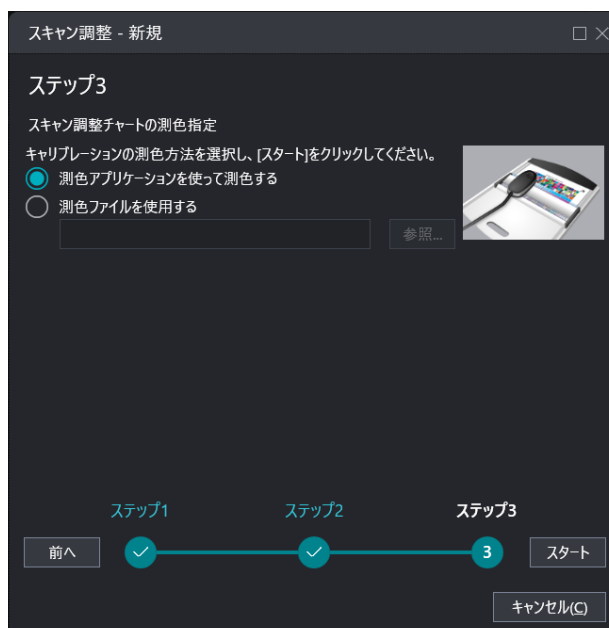 スキャン調整 - 新規
ステップ3
スキャン調整チャートの測色指定
キャリブレーションの測色方法を選択し、[スタート]をクリックしてください。
測色アプリケーションを使って測色する
測色ファイルを使用する
参照...
ステップ1 ステップ2 ステップ3
前へ 3 スタート
キャンセル(C)